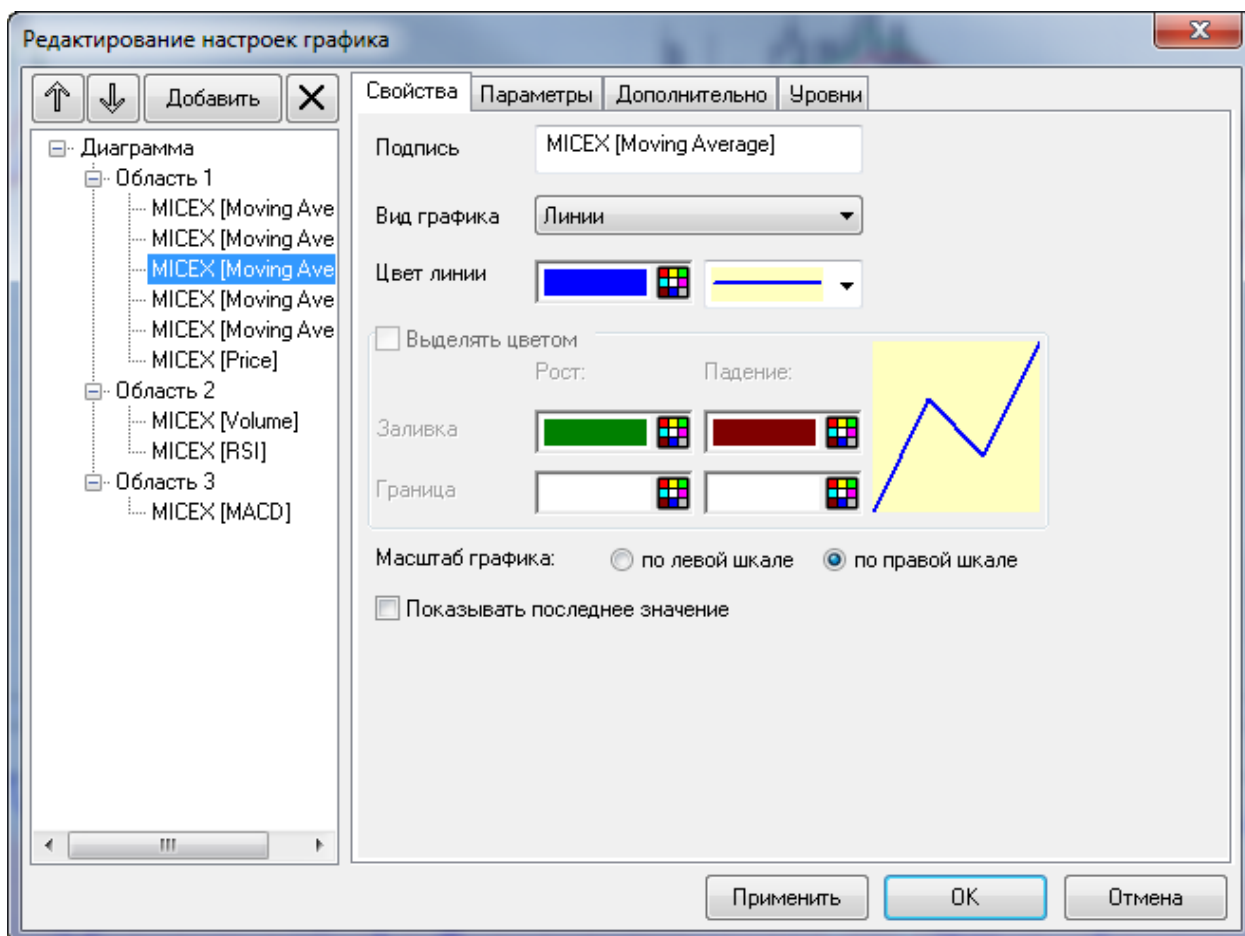 Редактирование настроек графика
Добавить
Диаграмма
Область 1
MICEX [Moving Ave
MICEX [Moving Ave
MICEX [Moving Ave
MICEX [Moving Ave
MICEX [Moving Ave
MICEX [Price]
Область 2
MICEX [Volume]
MICEX [RSI]
Область 3
MICEX [MACD]
Свойства Параметры Дополнительно Уровни
Подпись MICEX [Moving Average]
Вид графика Линии
Цвет линии
Выделять цветом
Рост: Падение:
Заливка
Граница
Масштаб графика: по левой шкале по правой шкале
Показывать последнее значение
Применить OK Отмена